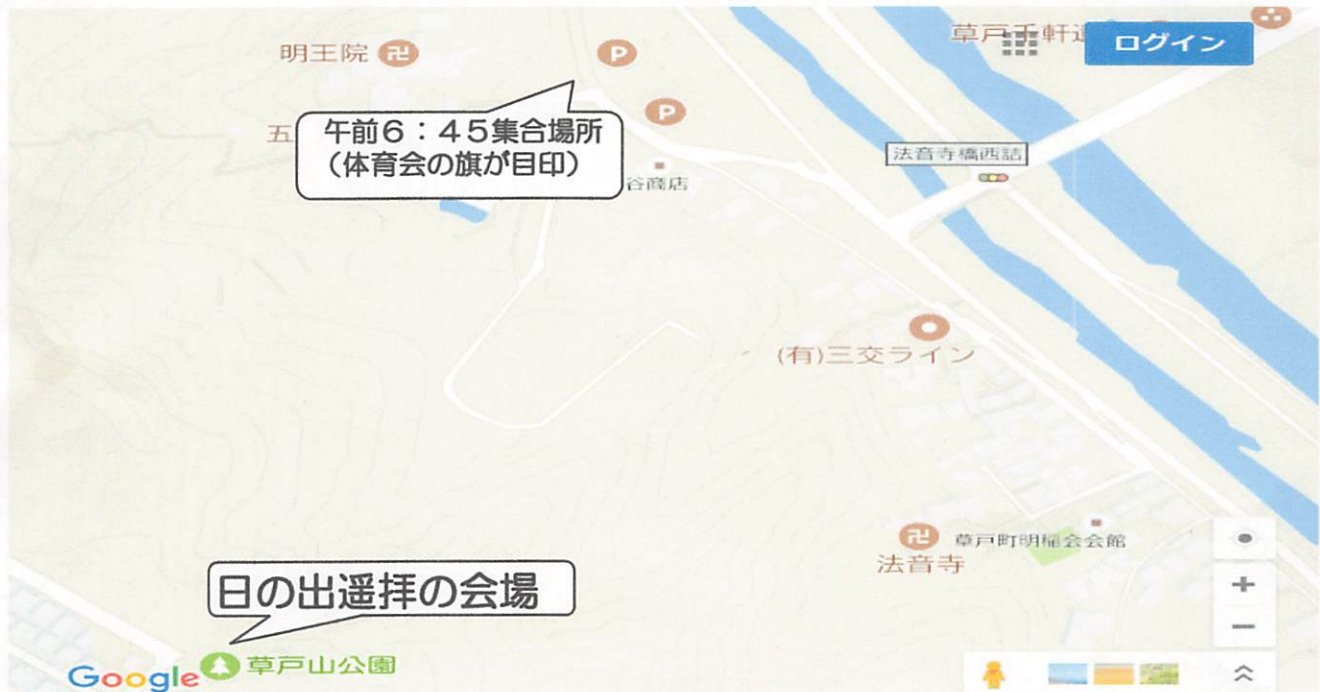 明王院
草戸千軒
ログイン
午前6：45集合場所
（体育会の旗が目印）
五
法音寺橋西詰
谷商店
(有)三交ライン
法音寺
草戸町明稲会会館
日の出遥拝の会場
草戸山公園
Google